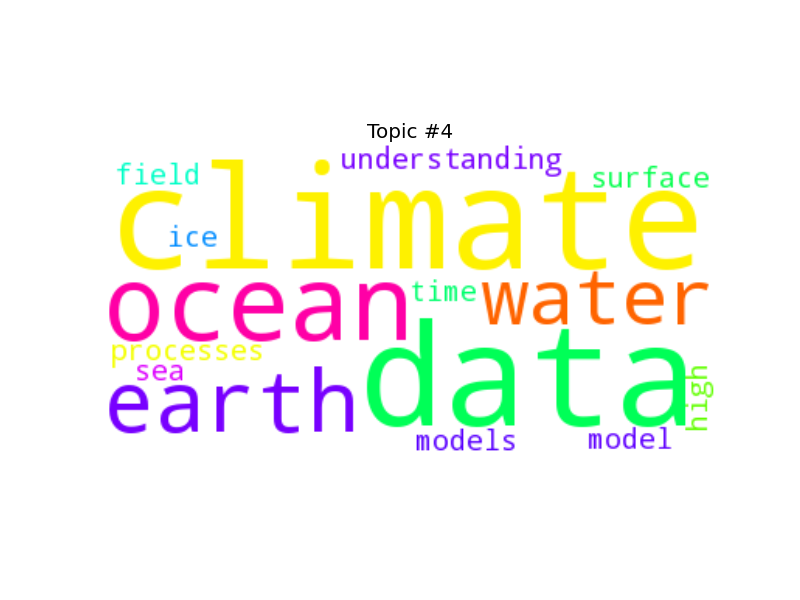 Topic #4
understanding
field
surface
climate
ice
ocean
time
water
processes
sea
earth
data
high
models
model